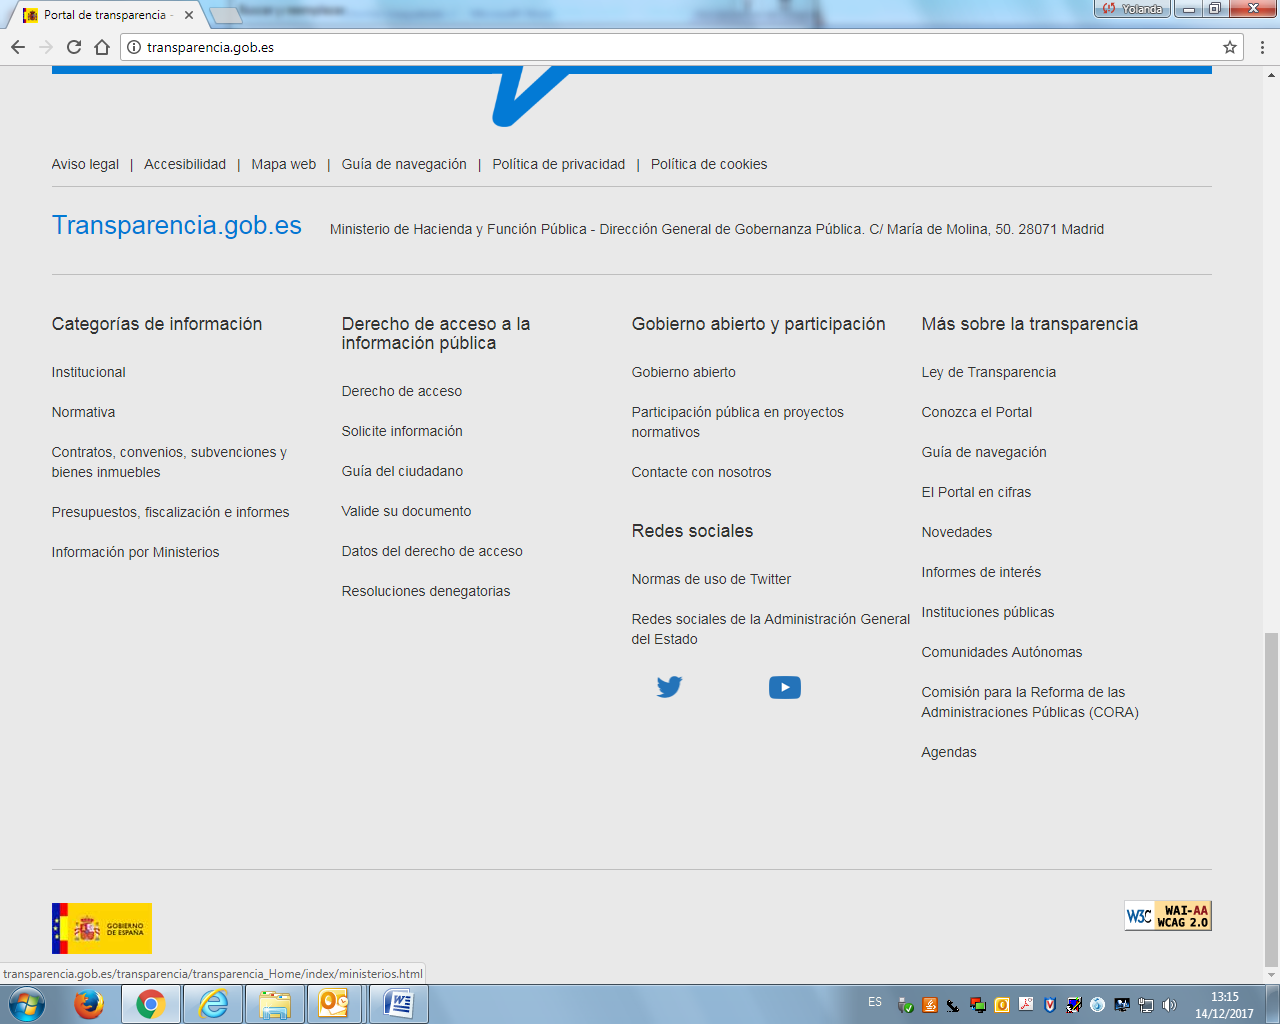 Portal de transparencia -
Yolanda
transparencia.gob.es
Aviso legal | Accesibilidad | Mapa web | Guía de navegación | Política de privacidad | Política de cookies
Transparencia.gob.es
Ministerio de Hacienda y Función Pública - Dirección General de Gobernanza Pública. C/ María de Molina, 50. 28071 Madrid
Categorías de información
Institucional
Normativa
Contratos, convenios, subvenciones y
bienes inmuebles
Presupuestos, fiscalización e informes
Información por Ministerios
Derecho de acceso a la
información pública
Derecho de acceso
Solicite información
Guía del ciudadano
Valide su documento
Datos del derecho de acceso
Resoluciones denegatorias
Gobierno abierto y participación
Gobierno abierto
Participación pública en proyectos
normativos
Contacte con nosotros
Redes sociales
Normas de uso de Twitter
Redes sociales de la Administración General
del Estado
Más sobre la transparencia
Ley de Transparencia
Conozca el Portal
Guía de navegación
El Portal en cifras
Novedades
Informes de interés
Instituciones públicas
Comunidades Autónomas
Comisión para la Reforma de las
Administraciones Públicas (CORA)
Agendas
GOBIERNO
DE ESPAÑA
W3C WAI-AA
WCAG 2.0
transparencia.gob.es/transparencia/transparencia_Home/index/ministerios.html
ES
13:15
14/12/2017